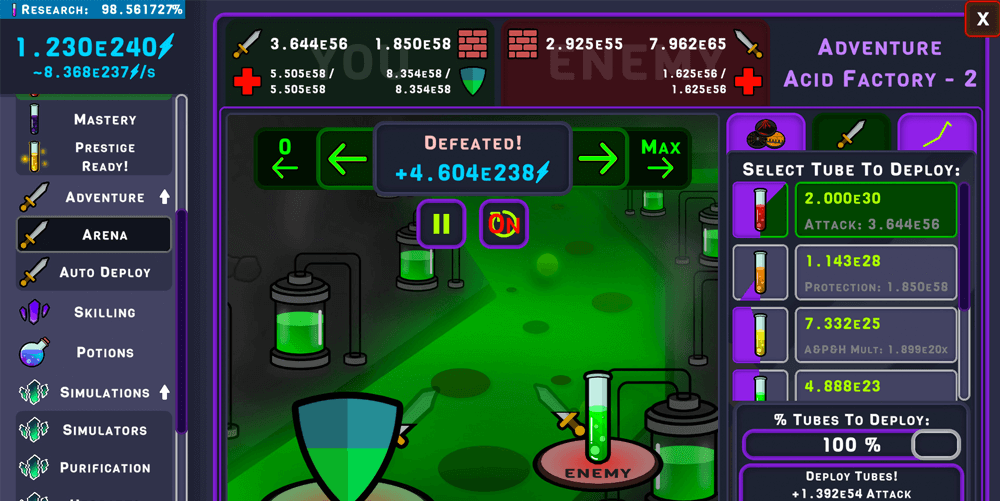 Research: 98.561727%
1.230e240
~8.368e237/s
Mastery
Prestige
Ready!
Adventure
Arena
Auto Deploy
Skilling
Potions
Simulations
Simulators
Purification
YOU
3.644e56
1.850e58
5.505e58 /
5.505e58
8.354e58 /
8.354e58
ENEMY
2.925e55
7.962e65
1.625e56 /
1.625e56
Adventure
Acid Factory - 2
X
0
Defeated!
+4.604e238
Max
On
ENEMY
Select Tube To Deploy:
2.000e30
Attack: 3.644e56
1.143e28
Protection: 1.850e58
7.332e25
A&P&H Mult: 1.899e20x
4.888e23
% Tubes To Deploy:
100 %
Deploy Tubes!
+1.392e54 Attack